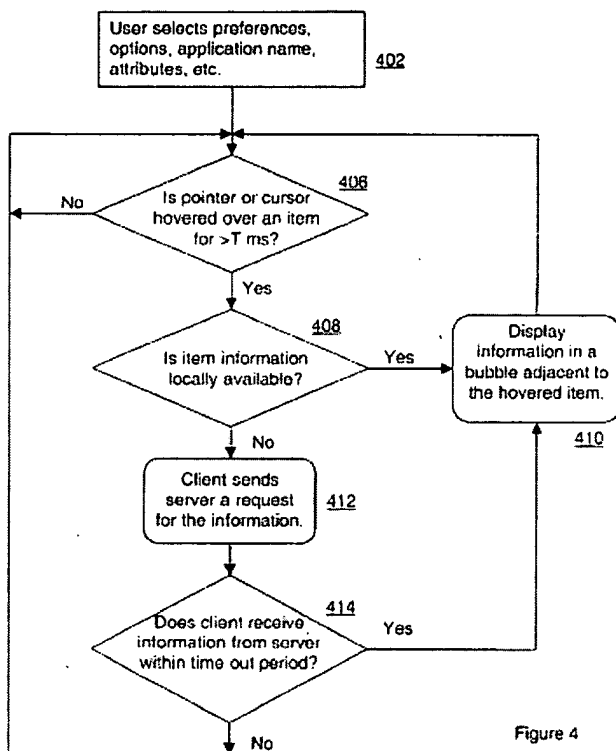 User selects preferences,
options, application name,
attributes, etc.
402
406
No
Is pointer or cursor
hovered over an item
for >T ms?
Yes
408
Is item information
locally available?
Yes
Display
information in a
bubble adjacent to
the hovered item.
410
No
Client sends
server a request
for the information.
412
414
Does client receive
information from server
within time out period?
Yes
No
Figure 4